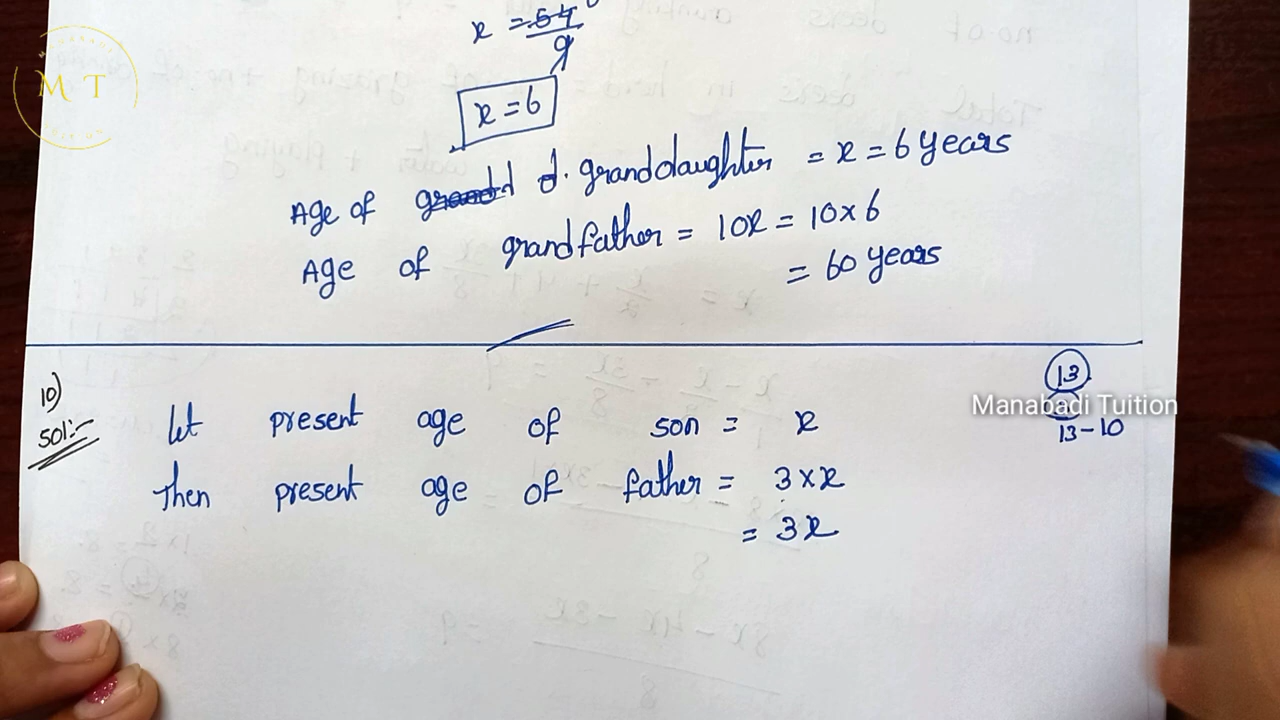 x = 54
9
x = 6
Age of grand d. granddaughter = x = 6 years
Age of grandfather = 10x = 10 × 6
= 60 years
10)
Sol:-
Let present age of son = x
Then present age of father = 3 × x
= 3x
13
13-10
Manabadi Tuition
M T